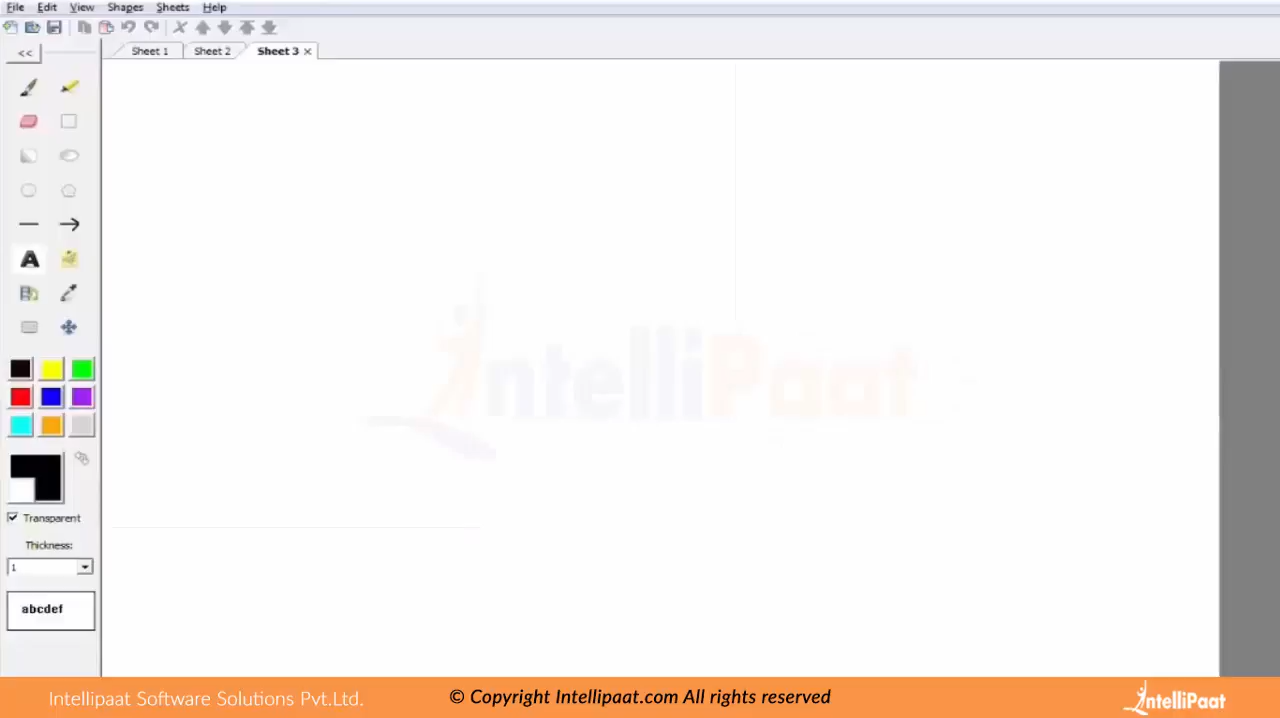 File Edit View Shapes Sheets Help
<<
Sheet 1 Sheet 2 Sheet 3 ×
A
IntelliPaat
Transparent
Thickness:
1
abcdef
Intellipaat Software Solutions Pvt.Ltd.
© Copyright Intellipaat.com All rights reserved
IntelliPaat